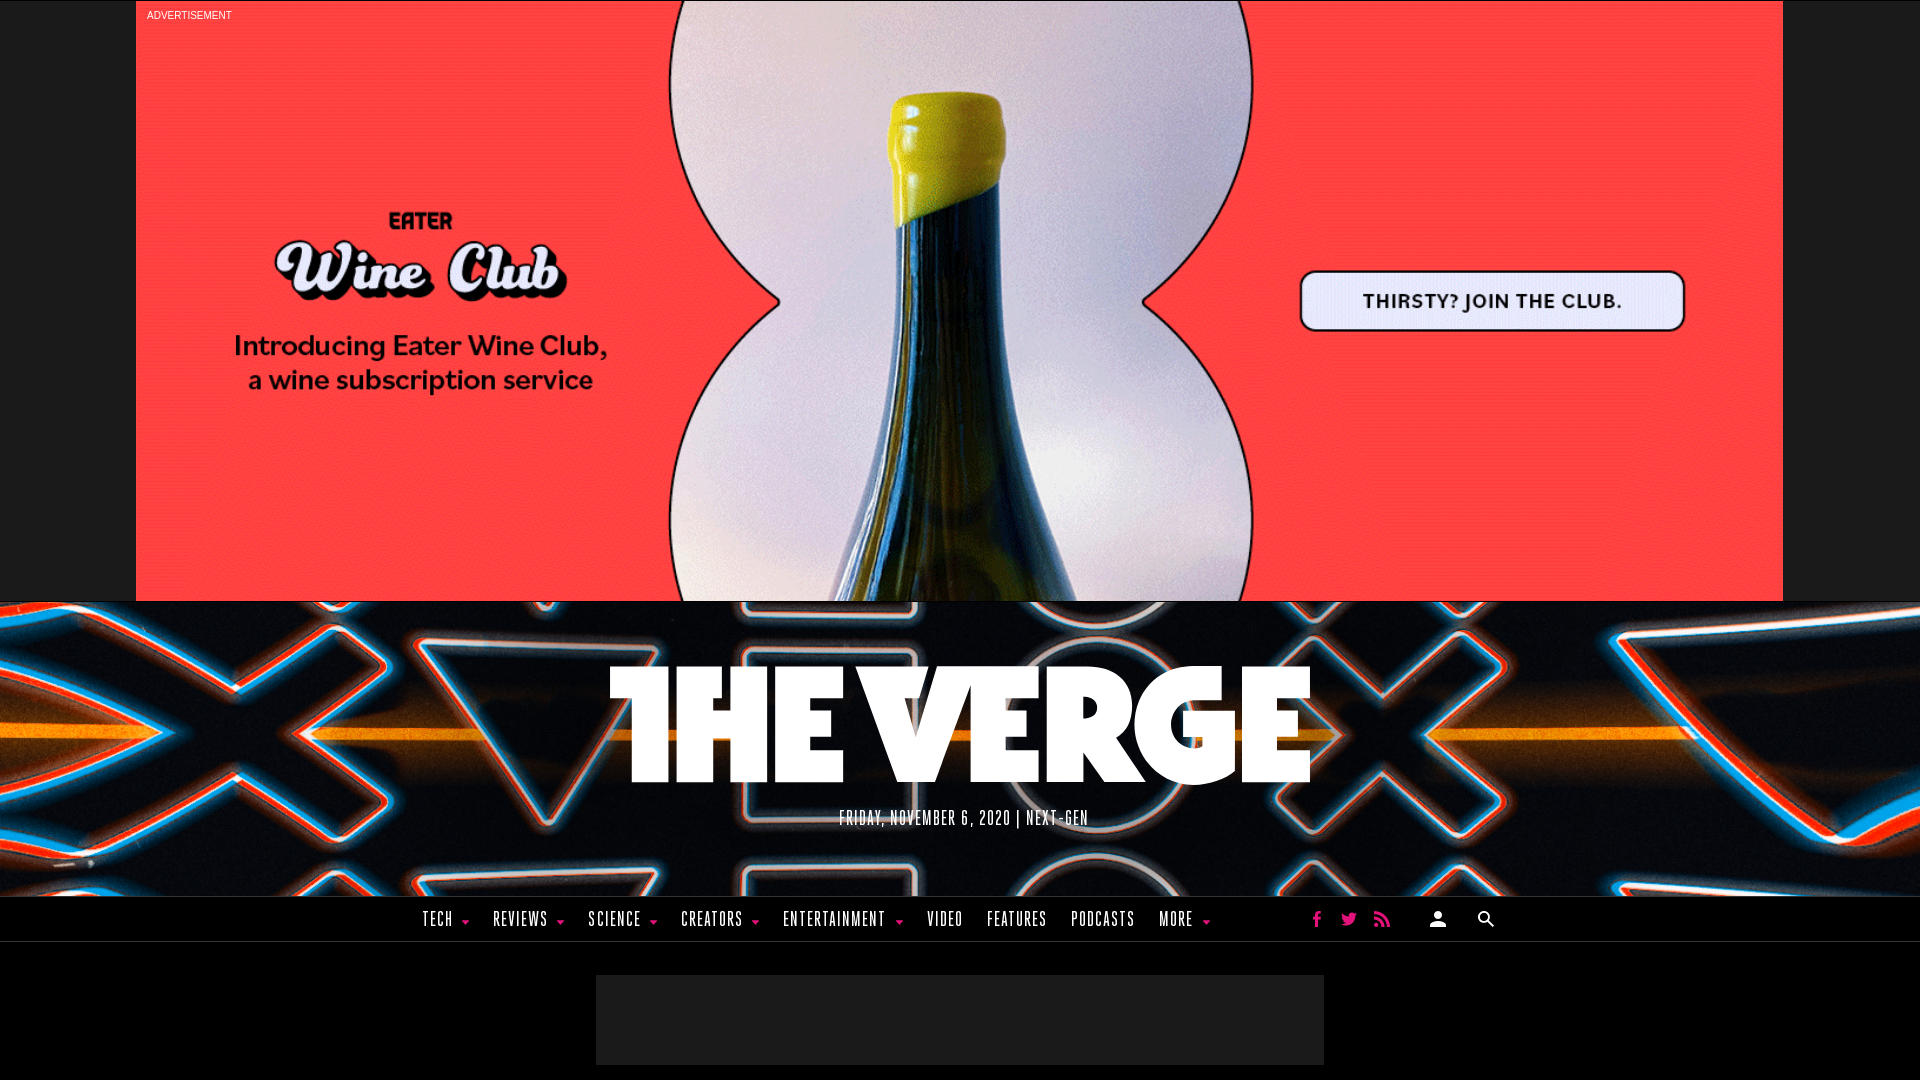 ADVERTISEMENT
EATER
Wine Club
Introducing Eater Wine Club,
a wine subscription service
THIRSTY? JOIN THE CLUB.
THE VERGE
FRIDAY, NOVEMBER 6, 2020 | NEXT-GEN
TECH REVIEWS SCIENCE CREATORS ENTERTAINMENT VIDEO FEATURES PODCASTS MORE